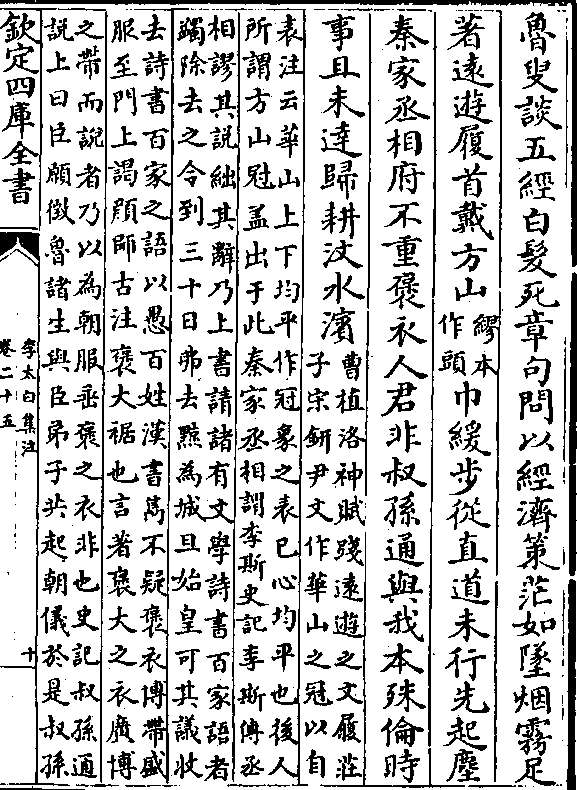 魯叟談五經白髮死章句問以經濟策茫如墜烟霧足
著遠遊履首戴方山繆本作頭巾緩步從直道未行先起塵
秦家丞相府不重褒衣人君非叔孫通與我本殊倫時
事且未達歸耕汶水濱
曹植洛神賦踐遠遊之文履莊
子宋鈃尹文作華山之冠以自
表注云華山上下均平作冠象之表已心均平也後人
所謂方山冠盖出于此秦家丞相謂李斯史記李斯傳丞
相謬其説絀其辭乃上書請諸有文學詩書百家語者
蠲除去之令到三十日弗去黥為城旦始皇可其議收
去詩書百家之語以愚百姓漢書雋不疑褒衣博帶盛
服至門上謁顔師古注褒大裾也言著褒大之衣廣博
之帶而説者乃以為朝服垂褒之衣非也史記叔孫通
説上曰臣願徵魯諸生與臣弟子共起朝儀於是叔孫
欽定四庫全書
李太白集注
卷二十五
十